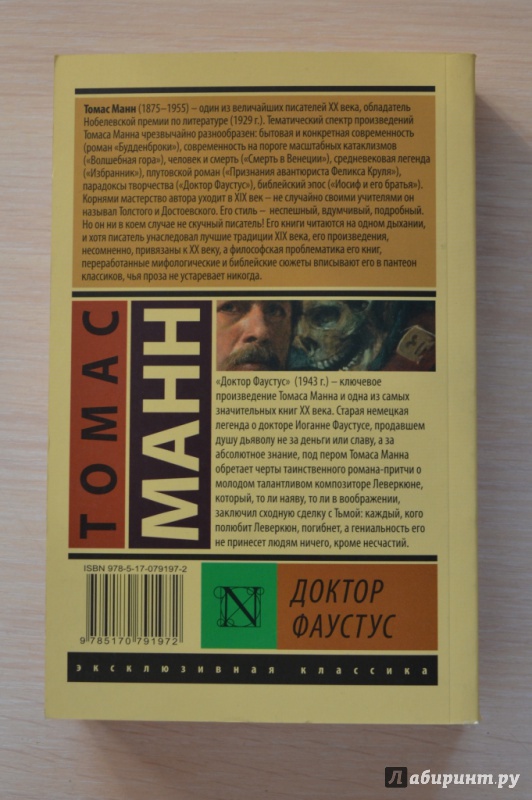 Томас Манн (1875–1955) – один из величайших писателей XX века, обладатель
Нобелевской премии по литературе (1929 г.). Тематический спектр произведений
Томаса Манна чрезвычайно разнообразен: бытовая и конкретная современность
(роман «Будденброки»), современность на пороге масштабных катаклизмов
(«Волшебная гора»), человек и смерть («Смерть в Венеции»), средневековая легенда
(«Избранник»), плутовской роман («Признания авантюриста Феликса Круля»),
парадоксы творчества («Доктор Фаустус»), библейский эпос («Иосиф и его братья»).
Корнями мастерство автора уходит в XIX век – не случайно своими учителями он
называл Толстого и Достоевского. Его стиль – неспешный, вдумчивый, подробный.
Но он ни в коем случае не скучный писатель! Его книги читаются на одном дыхании,
и хотя писатель унаследовал лучшие традиции XIX века, его произведения,
несомненно, привязаны к XX веку, а философская проблематика его книг,
переработанные мифологические и библейские сюжеты вписывают его в пантеон
классиков, чья проза не устаревает никогда.
ТОМАС
МАНН
«Доктор Фаустус» (1943 г.) – ключевое
произведение Томаса Манна и одна из самых
значительных книг XX века. Старая немецкая
легенда о докторе Иоганне Фаустусе, продавшем
душу дьяволу не за деньги или славу, а за
абсолютное знание, под пером Томаса Манна
обретает черты таинственного романа-притчи о
молодом талантливом композиторе Леверкюне,
который, то ли наяву, то ли в воображении,
заключил сходную сделку с Тьмой: каждый, кого
полюбит Леверкюн, погибнет, а гениальность его
не принесет людям ничего, кроме несчастий.
ISBN 978-5-17-079197-2
9 785170 791972
N
ДОКТОР
ФАУСТУС
эксклюзивная классика
Лабиринт.ру